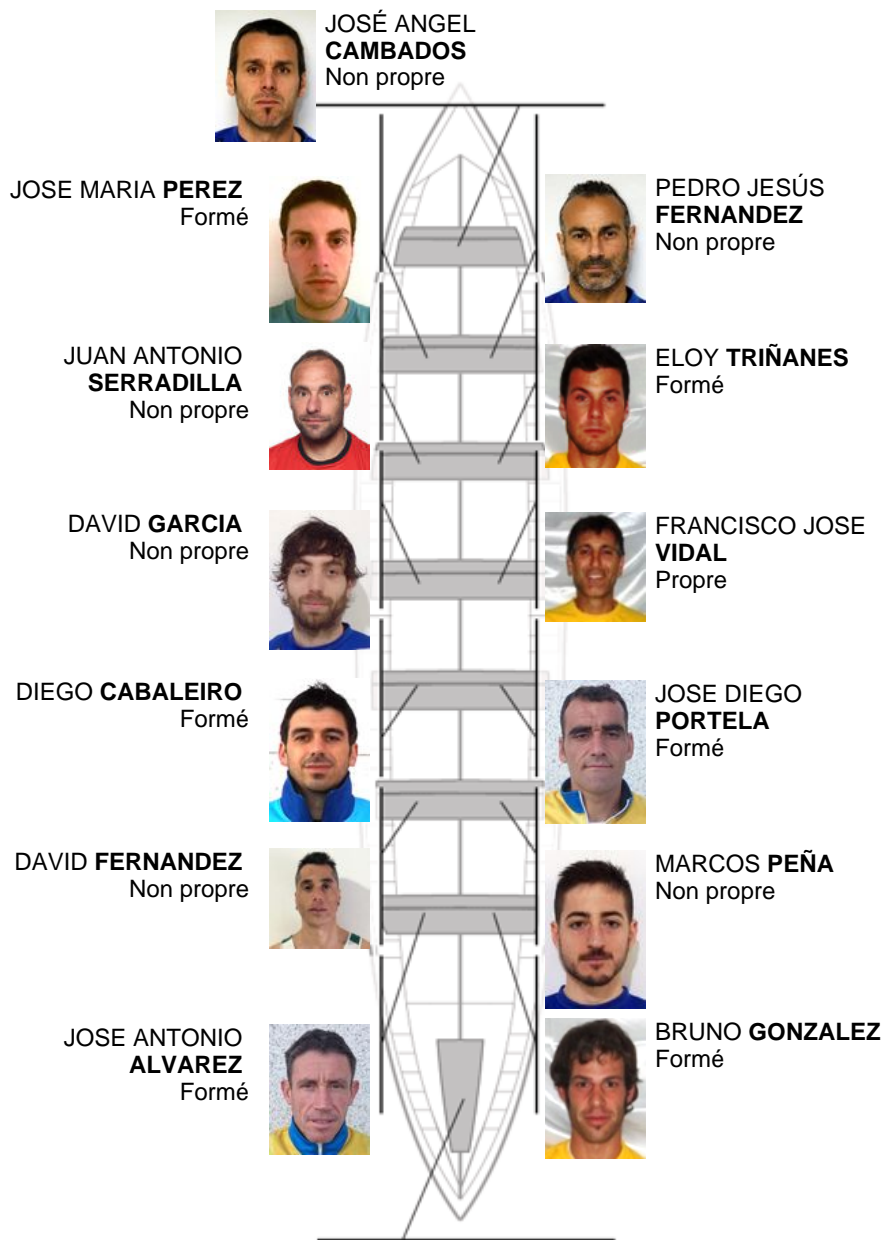 JOSÉ ANGEL
CAMBADOS
Non propre
JOSE MARIA PEREZ
Formé
PEDRO JESÚS
FERNANDEZ
Non propre
JUAN ANTONIO
SERRADILLA
Non propre
ELOY TRIÑANES
Formé
DAVID GARCIA
Non propre
FRANCISCO JOSE
VIDAL
Propre
DIEGO CABALEIRO
Formé
JOSE DIEGO
PORTELA
Formé
DAVID FERNANDEZ
Non propre
MARCOS PEÑA
Non propre
JOSE ANTONIO
ALVAREZ
Formé
BRUNO GONZALEZ
Formé